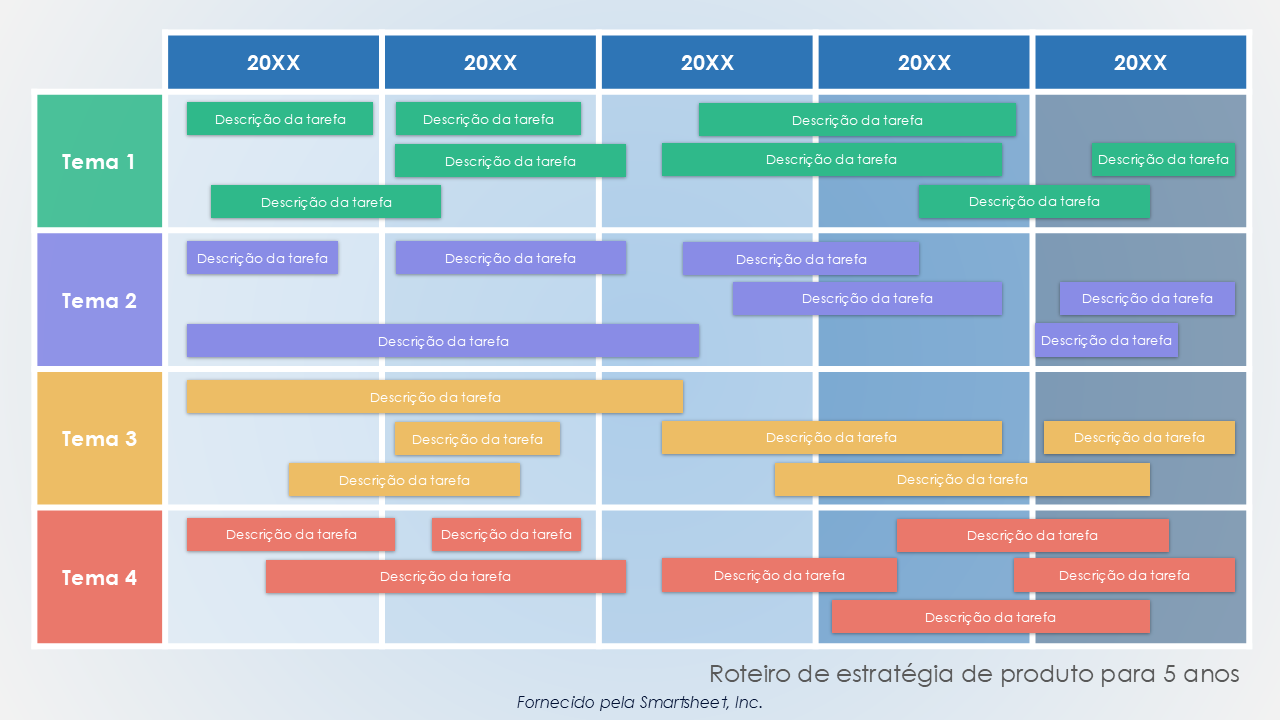 20XX 20XX 20XX 20XX 20XX
Tema 1
Descrição da tarefa Descrição da tarefa Descrição da tarefa
Descrição da tarefa Descrição da tarefa Descrição da tarefa
Descrição da tarefa Descrição da tarefa
Tema 2
Descrição da tarefa Descrição da tarefa Descrição da tarefa
Descrição da tarefa Descrição da tarefa
Descrição da tarefa Descrição da tarefa
Tema 3
Descrição da tarefa
Descrição da tarefa Descrição da tarefa Descrição da tarefa
Descrição da tarefa Descrição da tarefa
Tema 4
Descrição da tarefa Descrição da tarefa Descrição da tarefa
Descrição da tarefa Descrição da tarefa Descrição da tarefa
Descrição da tarefa
Roteiro de estratégia de produto para 5 anos
Fornecido pela Smartsheet, Inc.